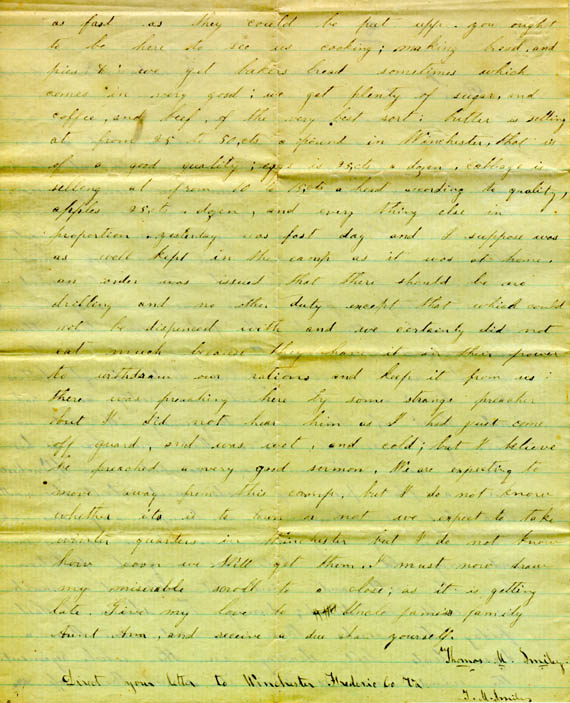 as fast as they could be put upp. you ought
to be here to see us cooking; making bread, and
pies &c we get bakers bread sometimes which
comes in very good; we get plenty of sugar, and
coffee, and beef, of the very best sort: butter is selling
at from 25 to 50,cts a pound in Winchester, that is
of a good quality; eggs is 25cts a dozen, cabbage is
selling at from 10 to 15,cts a head according to quality,
apples 25,cts. dozen, and every thing else in
proportion. yesterday was fast day and I suppose was
as well kept in the camp as it was at home,
an order was issued that there should be no
drilling and no other duty except that which could
not be dispenced with and we certainly did not
eat much because they have it in their power
to withdraw our rations and keep it from us:
there was preaching here by some strange preacher
but I did not hear him as I had just come
off guard, and was wet, and cold; but I believe
he preached a very good sermon, We are expecting to
move away from this camp, but I do not know
whether its is to town or not we expect to take
winter quarters in Winchester but I do not know
how soon we Will get them, I must now draw
my miserable scroll to a close; as it is getting
late. Give my love to Uncle James family
Aunt Ann, and receive a due share yourself.
Thomas M. Smiley
Direct your letter to Winchester Frederic Co Va
T. M. Smiley